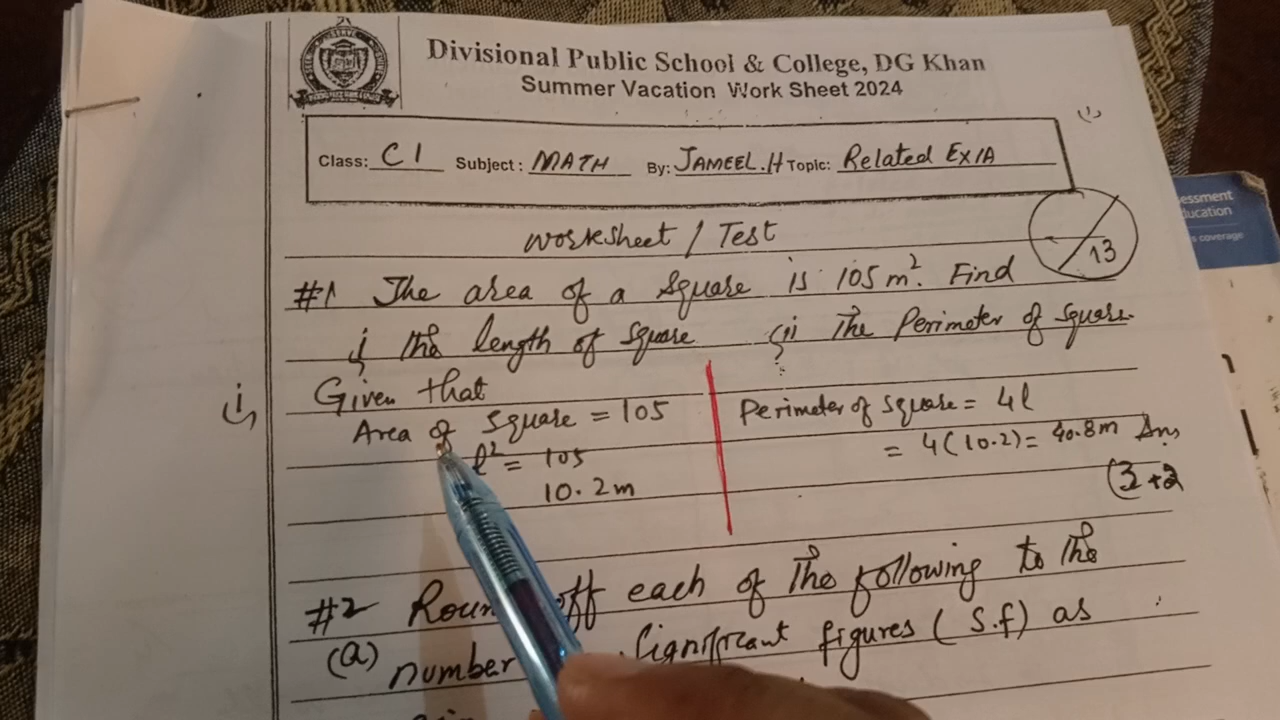 Divisional Public School & College, DG Khan
Summer Vacation Work Sheet 2024
(1)
Class: C1 Subject: MATH By: JAMEEL.H Topic: Related EX1A
Worksheet / Test
13
#1 The area of a square is 105 m². Find
i) the length of square (ii) The Perimeter of square.
i) Given that
Area of square = 105
l² = 105
10.2m
Perimeter of square = 4l
= 4(10.2) = 40.8m Ans
(3+2
#2 off each of the following to the
(a) number significant figures (S.f) as